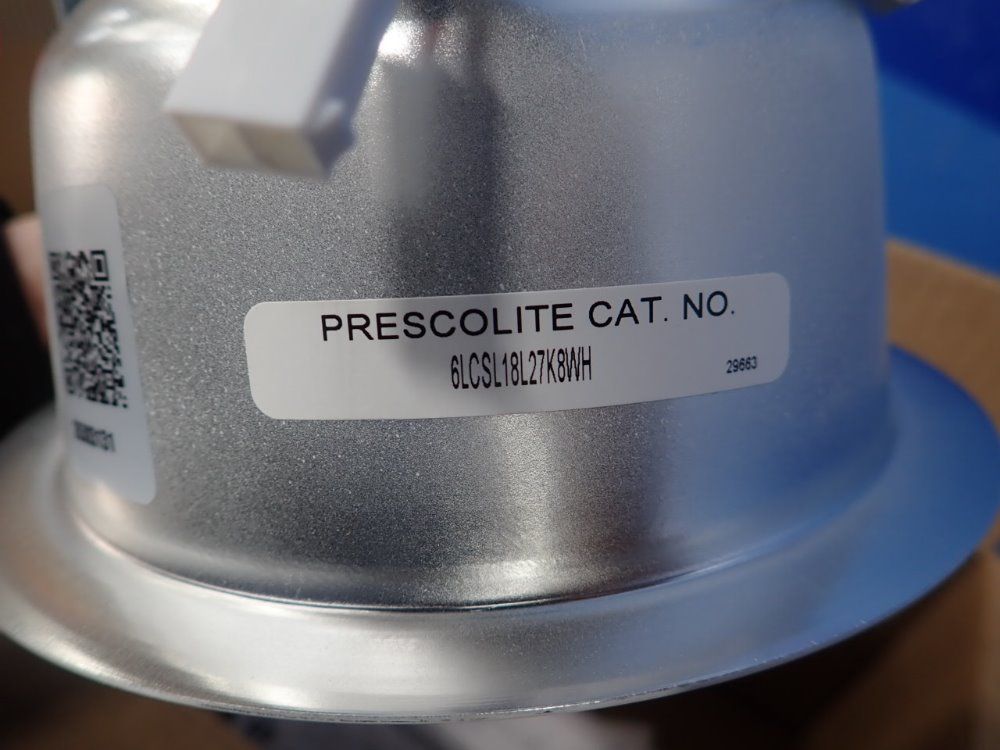 PRESCOLITE CAT. NO.
6LCSL18L27K8WH
29663